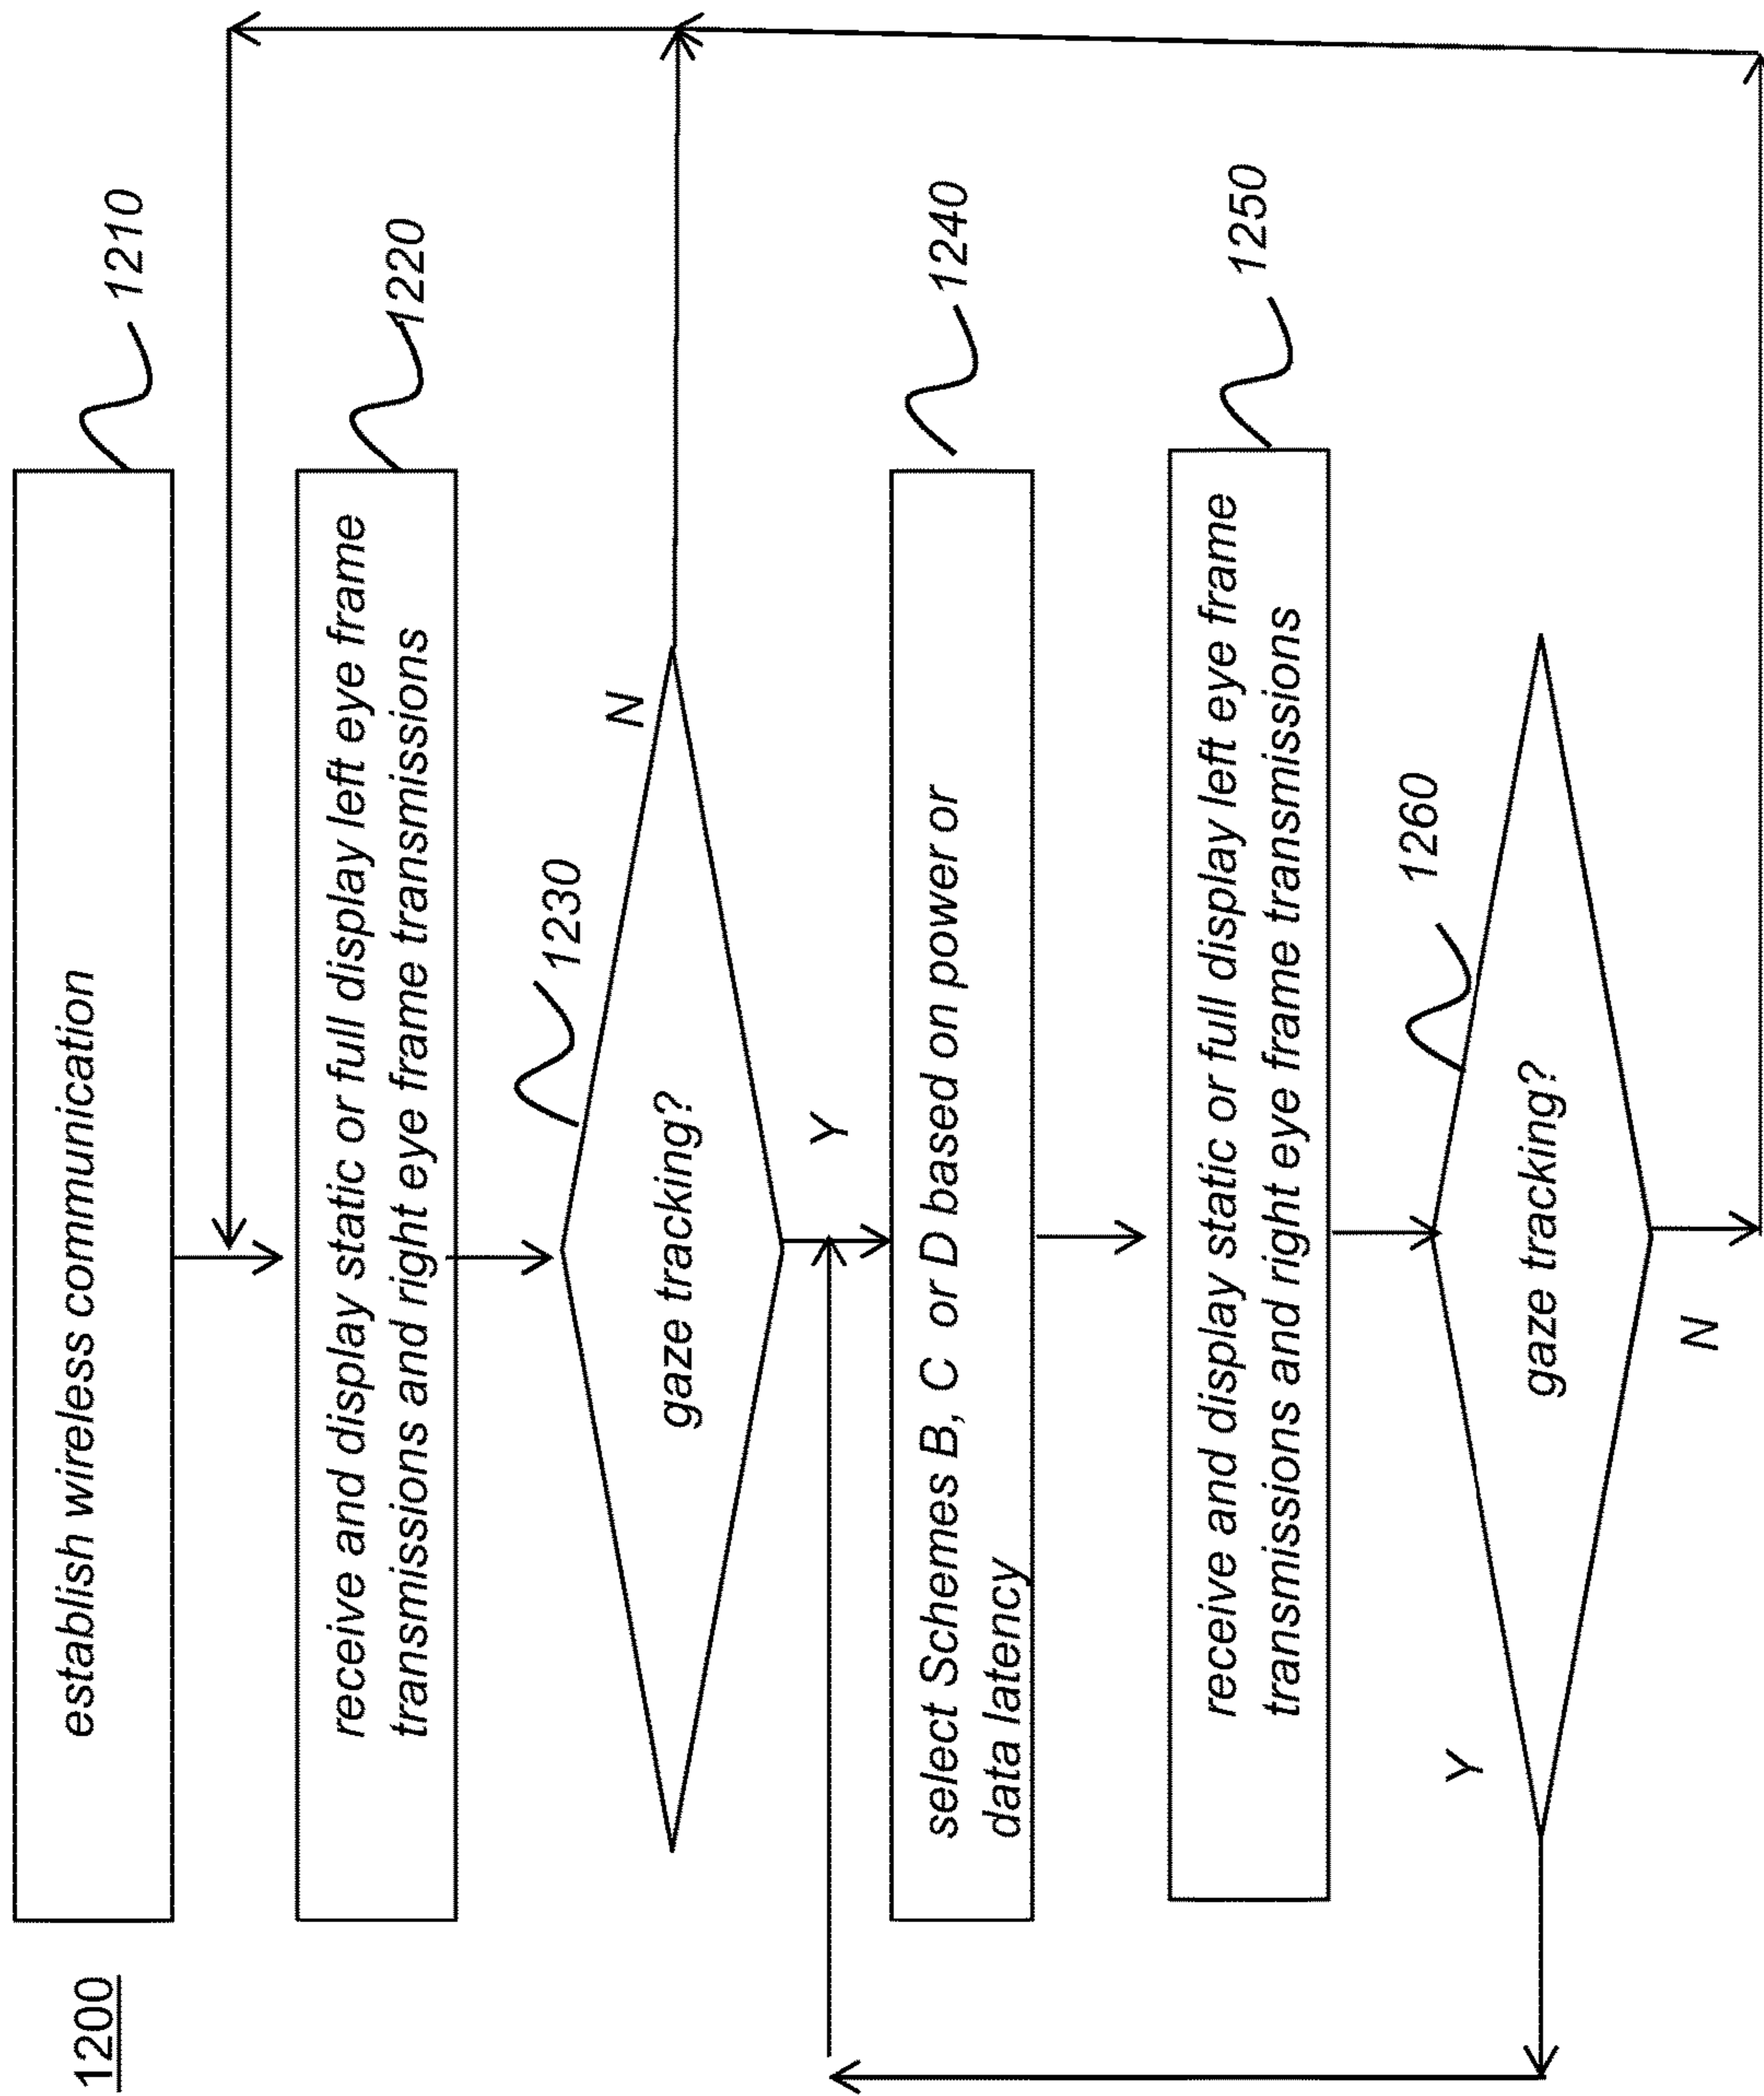 1200
establish wireless communication
1210
receive and display static or full display left eye frame
transmissions and right eye frame transmissions
1220
gaze tracking?
1230
N
Y
select Schemes B, C or D based on power or
data latency
1240
receive and display static or full display left eye frame
transmissions and right eye frame transmissions
1250
gaze tracking?
1260
Y
N